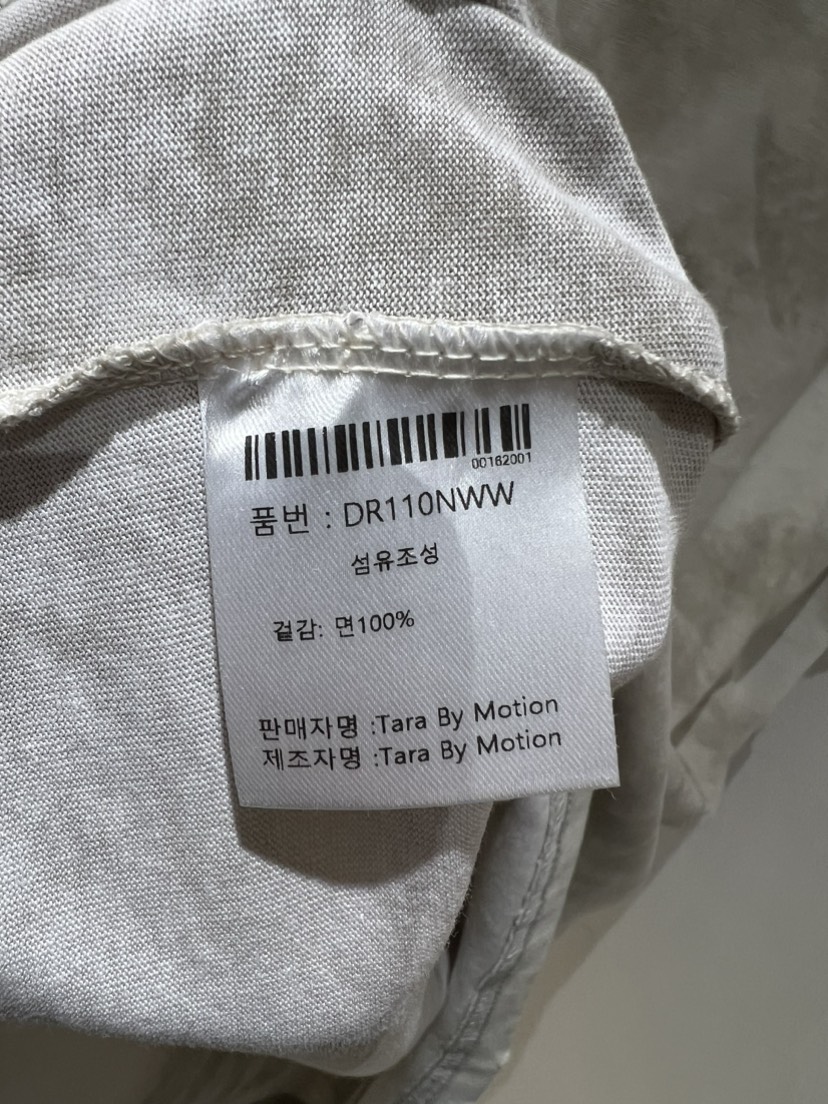 00162001
품번 : DR110NWW
섬유조성
겉감: 면100%
판매자명 :Tara By Motion
제조자명 :Tara By Motion